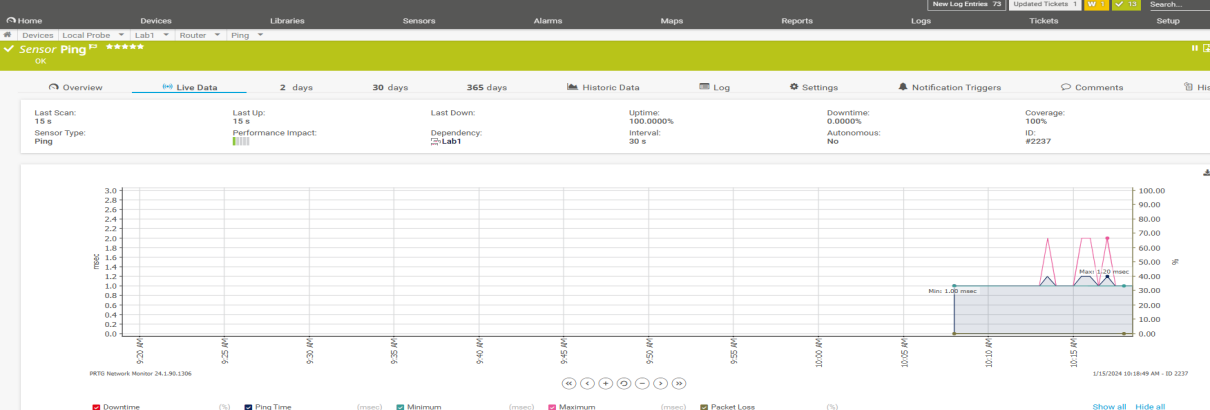 New Log Entries 73 Updated Tickets 1 W 1 13 Search...
Home Devices Libraries Sensors Alarms Maps Reports Logs Tickets Setup
Devices Local Probe Lab1 Router Ping
Sensor Ping
OK
Overview Live Data 2 days 30 days 365 days Historic Data Log Settings Notification Triggers Comments His
Last Scan: Last Up: Last Down: Uptime: Downtime: Coverage:
15 s 15 s 100.0000% 0.0000% 100%
Sensor Type: Performance Impact: Dependency: Interval: Autonomous: ID:
Ping Lab1 30 s No #2237
3.0 100.00
2.8 90.00
2.6
2.4 80.00
2.2 70.00
2.0
1.8 60.00
1.6 50.00
msec %
1.4
1.2 40.00
Max: 1.20 msec
1.0 30.00
Min: 1.00 msec
0.8
0.6 20.00
0.4 10.00
0.2
0.0 0.00
9:20 AM 9:25 AM 9:30 AM 9:35 AM 9:40 AM 9:45 AM 9:50 AM 9:55 AM 10:00 AM 10:05 AM 10:10 AM 10:15 AM
PRTG Network Monitor 24.1.90.1306 1/15/2024 10:18:49 AM - ID 2237
Downtime (%) Ping Time (msec) Minimum (msec) Maximum (msec) Packet Loss (%) Show all Hide all